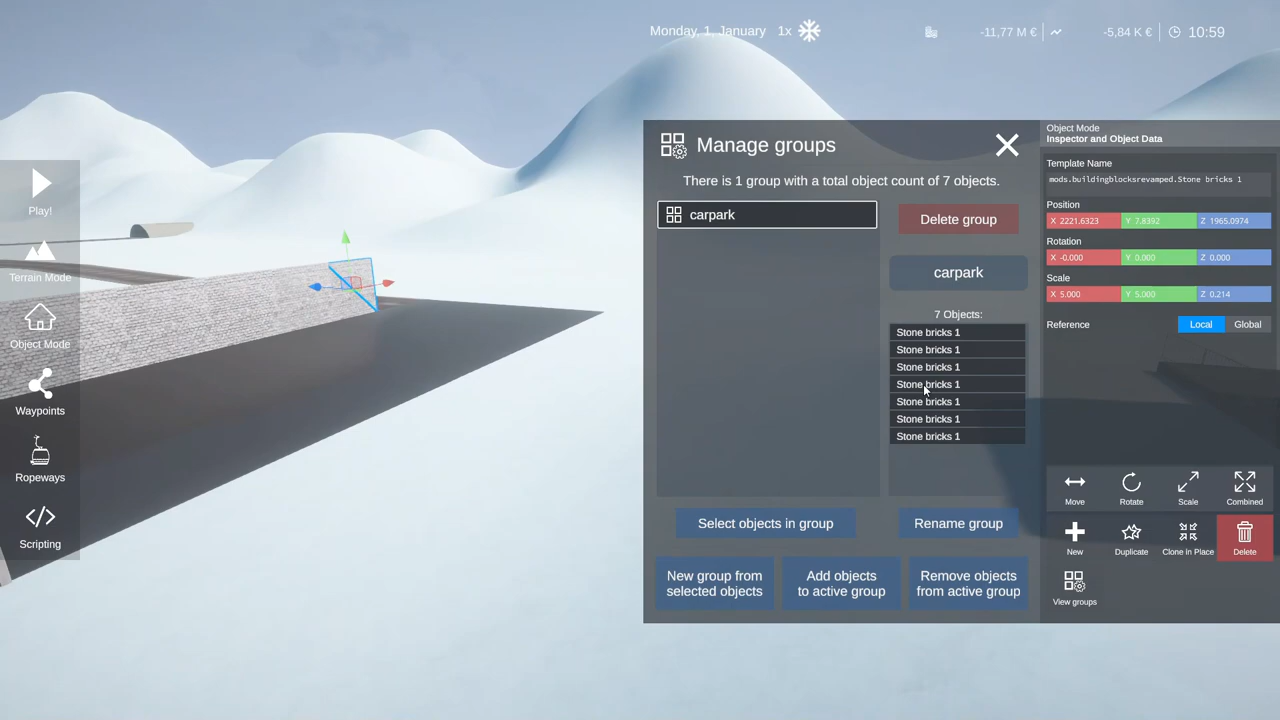 Monday, 1, January 1x -11,77 M € -5,84 K € 10:59
Play!
Terrain Mode
Object Mode
Waypoints
Ropeways
Scripting
Manage groups
There is 1 group with a total object count of 7 objects.
carpark
Delete group
carpark
7 Objects:
Stone bricks 1
Stone bricks 1
Stone bricks 1
Stone bricks 1
Stone bricks 1
Stone bricks 1
Stone bricks 1
Select objects in group
Rename group
New group from
selected objects
Add objects
to active group
Remove objects
from active group
Object Mode
Inspector and Object Data
Template Name
mods.buildingblocksrevamped.Stone bricks 1
Position
X 2221.6323 Y 7.8392 Z 1965.0974
Rotation
X -0.000 Y 0.000 Z 0.000
Scale
X 5.000 Y 5.000 Z 0.214
Reference Local Global
Move Rotate Scale Combined
New Duplicate Clone in Place Delete
View groups